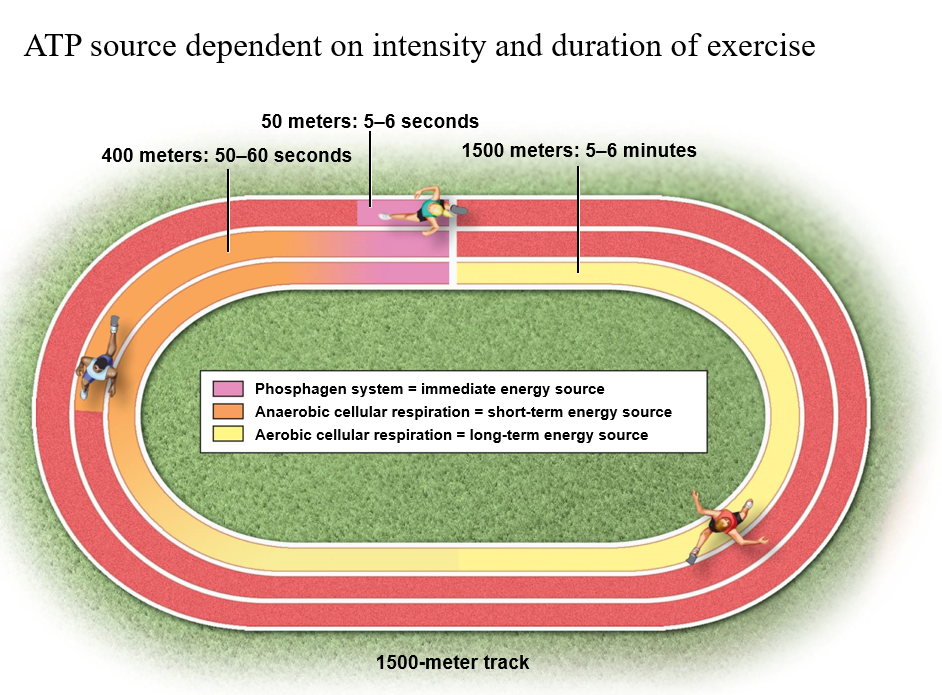 ATP source dependent on intensity and duration of exercise
50 meters: 5–6 seconds
400 meters: 50–60 seconds
1500 meters: 5–6 minutes
Phosphagen system = immediate energy source
Anaerobic cellular respiration = short-term energy source
Aerobic cellular respiration = long-term energy source
1500-meter track